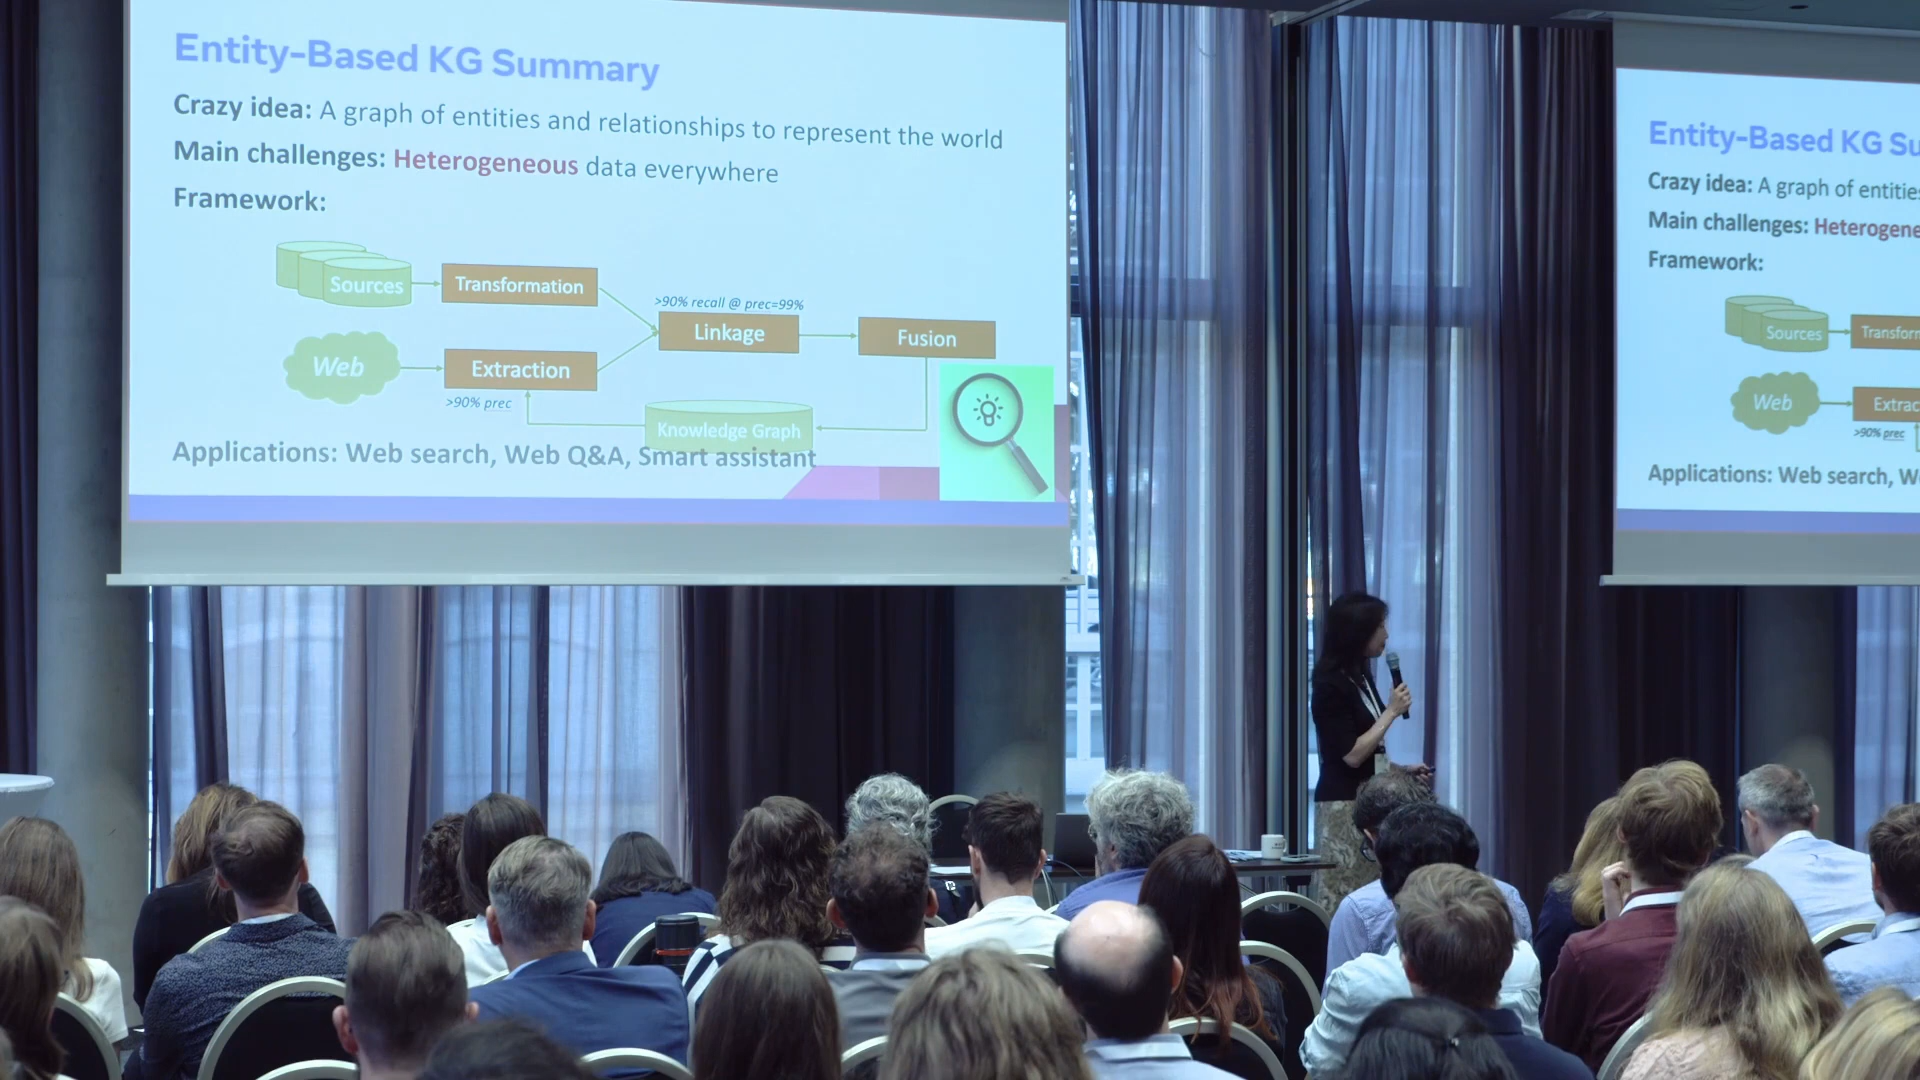 Entity-Based KG Summary
Crazy idea: A graph of entities and relationships to represent the world
Main challenges: Heterogeneous data everywhere
Framework:
Sources
Transformation
>90% recall @ prec=99%
Linkage
Fusion
Web
Extraction
>90% prec
Knowledge Graph
Applications: Web search, Web Q&A, Smart assistant
Entity-Based KG Su
Crazy idea: A graph of entitie
Main challenges: Heterogene
Framework:
Sources
Transform
Web
Extrac
>90% prec
Applications: Web search, W